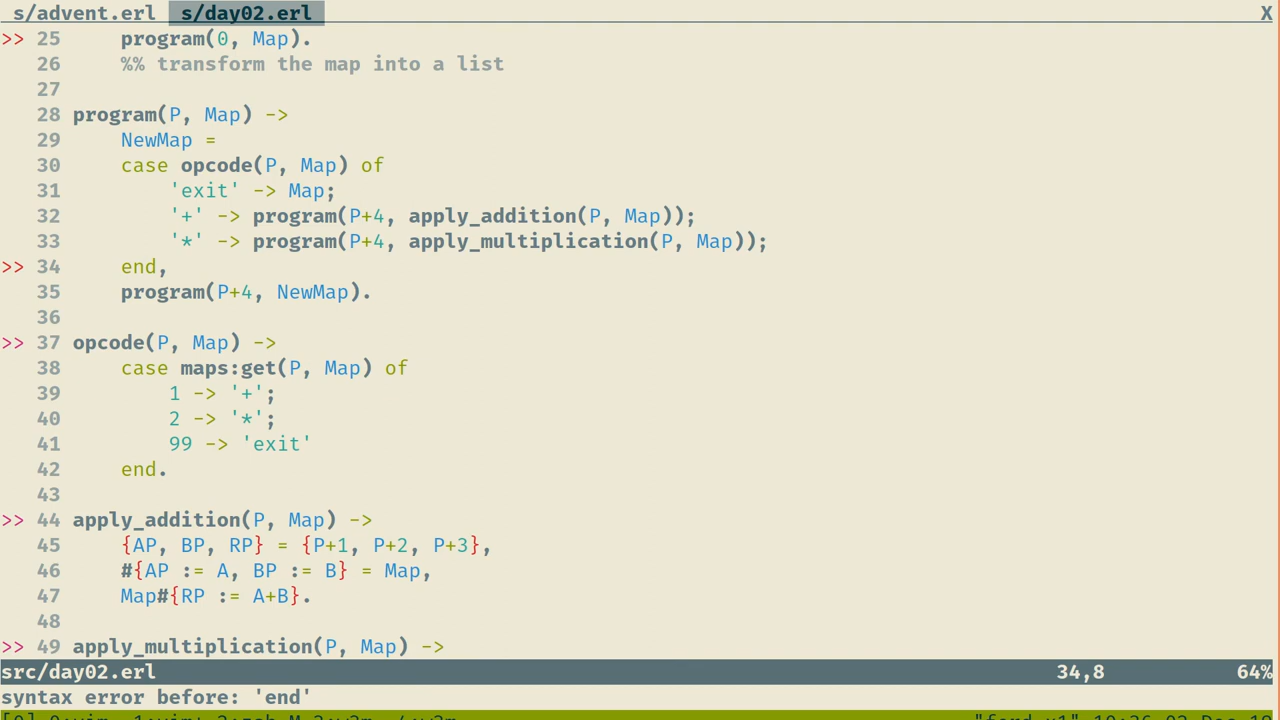 s/advent.erl s/day02.erl X
>> 25 program(0, Map).
26 %% transform the map into a list
27
28 program(P, Map) ->
29 NewMap =
30 case opcode(P, Map) of
31 'exit' -> Map;
32 '+' -> program(P+4, apply_addition(P, Map));
33 '*' -> program(P+4, apply_multiplication(P, Map));
>> 34 end,
35 program(P+4, NewMap).
36
>> 37 opcode(P, Map) ->
38 case maps:get(P, Map) of
39 1 -> '+';
40 2 -> '*';
41 99 -> 'exit'
42 end.
43
>> 44 apply_addition(P, Map) ->
45 {AP, BP, RP} = {P+1, P+2, P+3},
46 #{AP := A, BP := B} = Map,
47 Map#{RP := A+B}.
48
>> 49 apply_multiplication(P, Map) ->
src/day02.erl 34,8 64%
syntax error before: 'end'